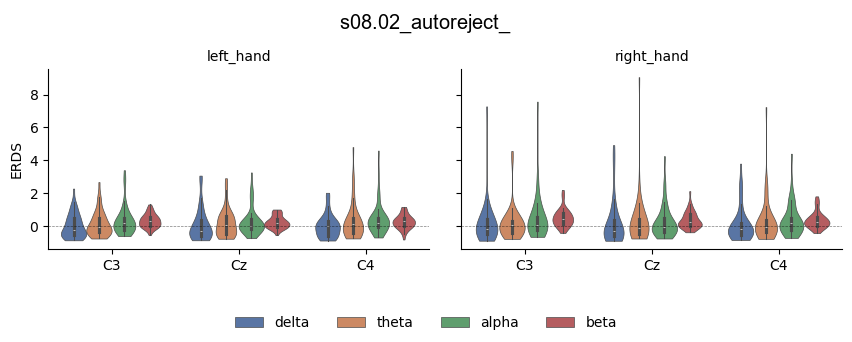 s08.02_autoreject_
left_hand
right_hand
ERDS
8
6
4
2
0
C3
Cz
C4
C3
Cz
C4
delta
theta
alpha
beta